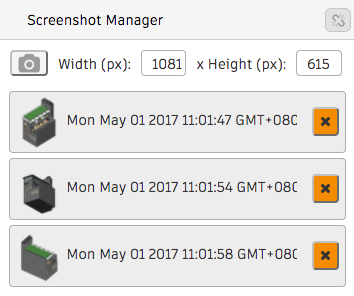 Screenshot Manager
Width (px): 1081 x Height (px): 615
Mon May 01 2017 11:01:47 GMT+080
Mon May 01 2017 11:01:54 GMT+080
Mon May 01 2017 11:01:58 GMT+080